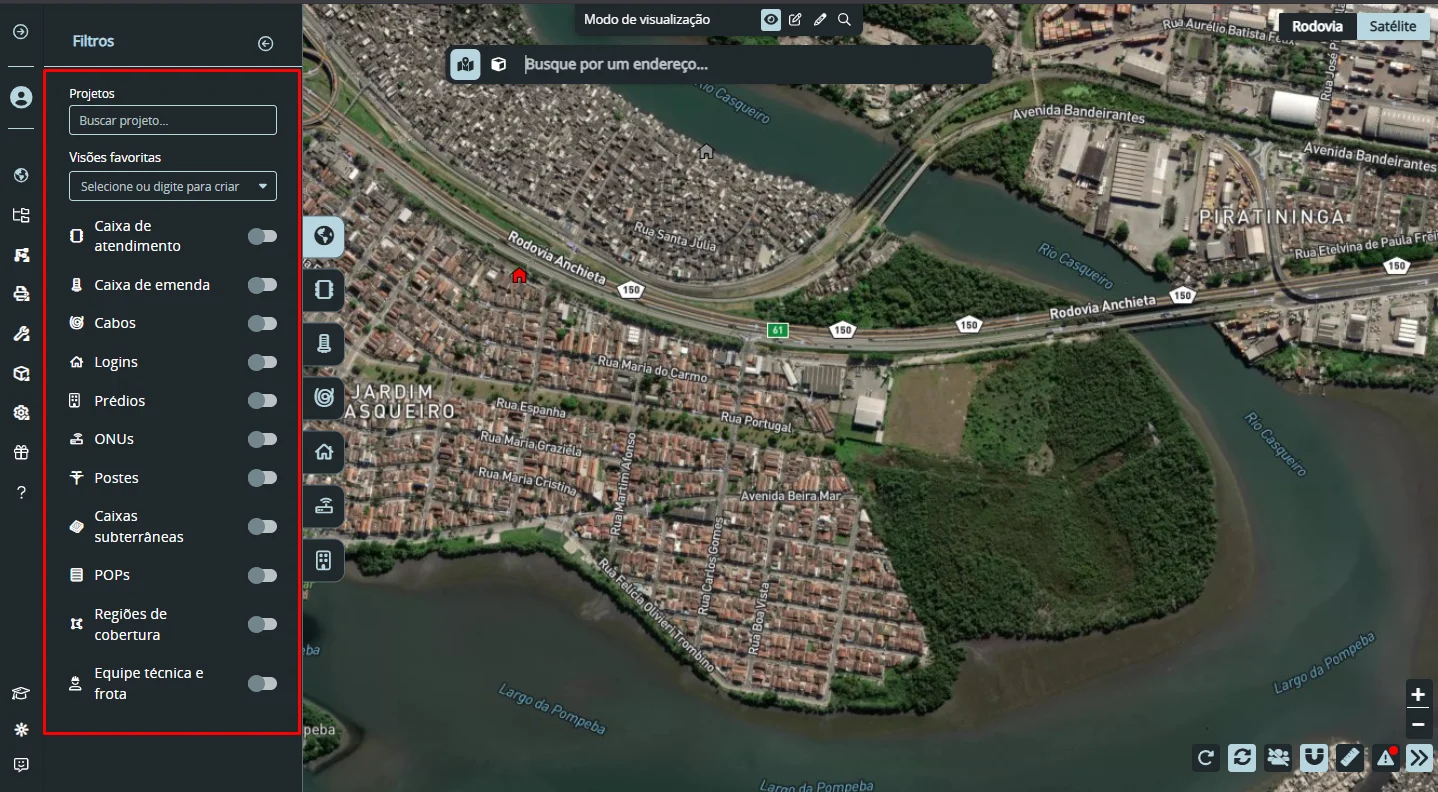 Filtros
Projetos
Buscar projeto...
Visões favoritas
Selecione ou digite para criar
Caixa de
atendimento
Caixa de emenda
Cabos
Logins
Prédios
ONUs
Postes
Caixas
subterrâneas
POPs
Regiões de
cobertura
Equipe técnica e
frota
?
Modo de visualização
Busque por um endereço...
Rodovia
Satélite
Rua Aurélio Batista Felix
Rio Casqueiro
Avenida Bandeirantes
Avenida Bandeirantes
PIRATININGA
Rua Etelvina de Paula Frei
Rua Santa Júlia
Rodovia Anchieta
150
Rio Casqueiro
150
Rodovia Anchieta
150
150
150
61
Rua Maria do Carmo
JARDIM
ASQUEIRO
Rua Espanha
Rua Portugal
Rua Maria Graziela
Rua Maria Cristina
Rua Martim Afonso
Avenida Beira Mar
Rio Casqueiro
Rua Carlos Gomes
Rua Boa Vista
Rua Felícia Olivieri Trombino
Largo da Pompeba
Largo da Pompeba
Largo da Pompeba
peba
+
−